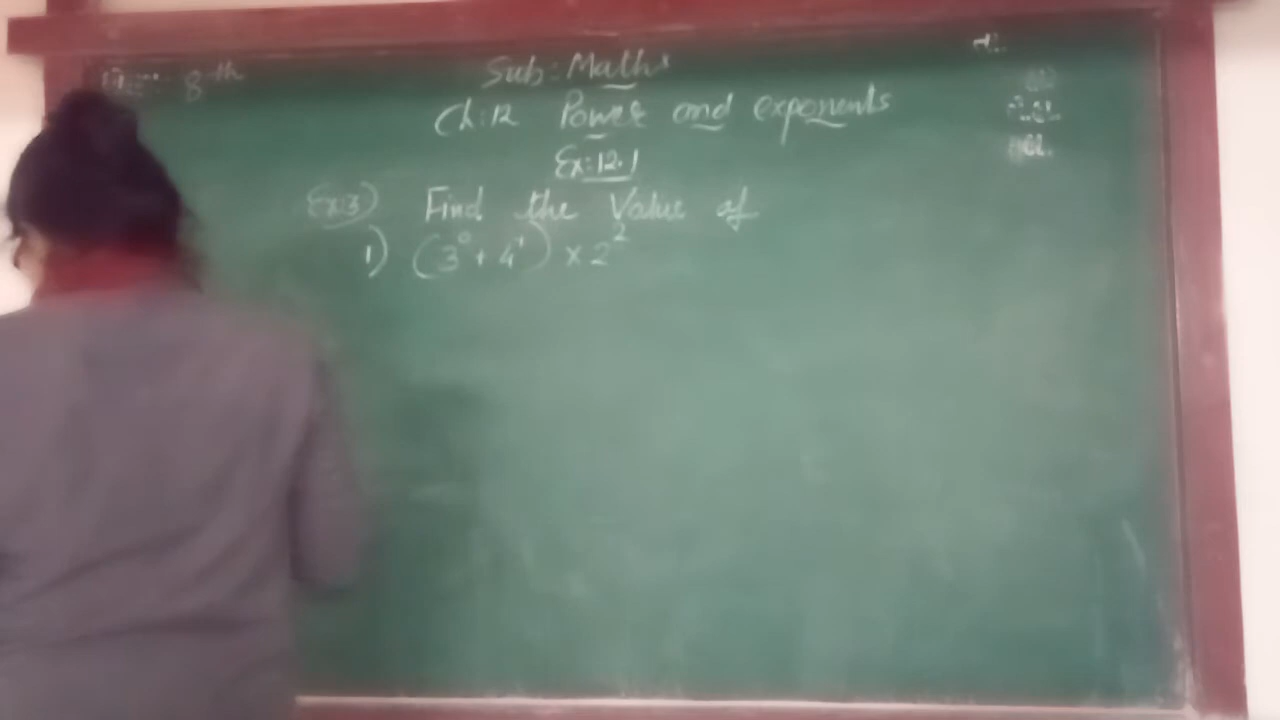 8th
Sub: Maths
Ch:12 Power and exponents
Ex:12.1
Ex:3) Find the Value of
1) (3⁰ + 4¹) × 2²